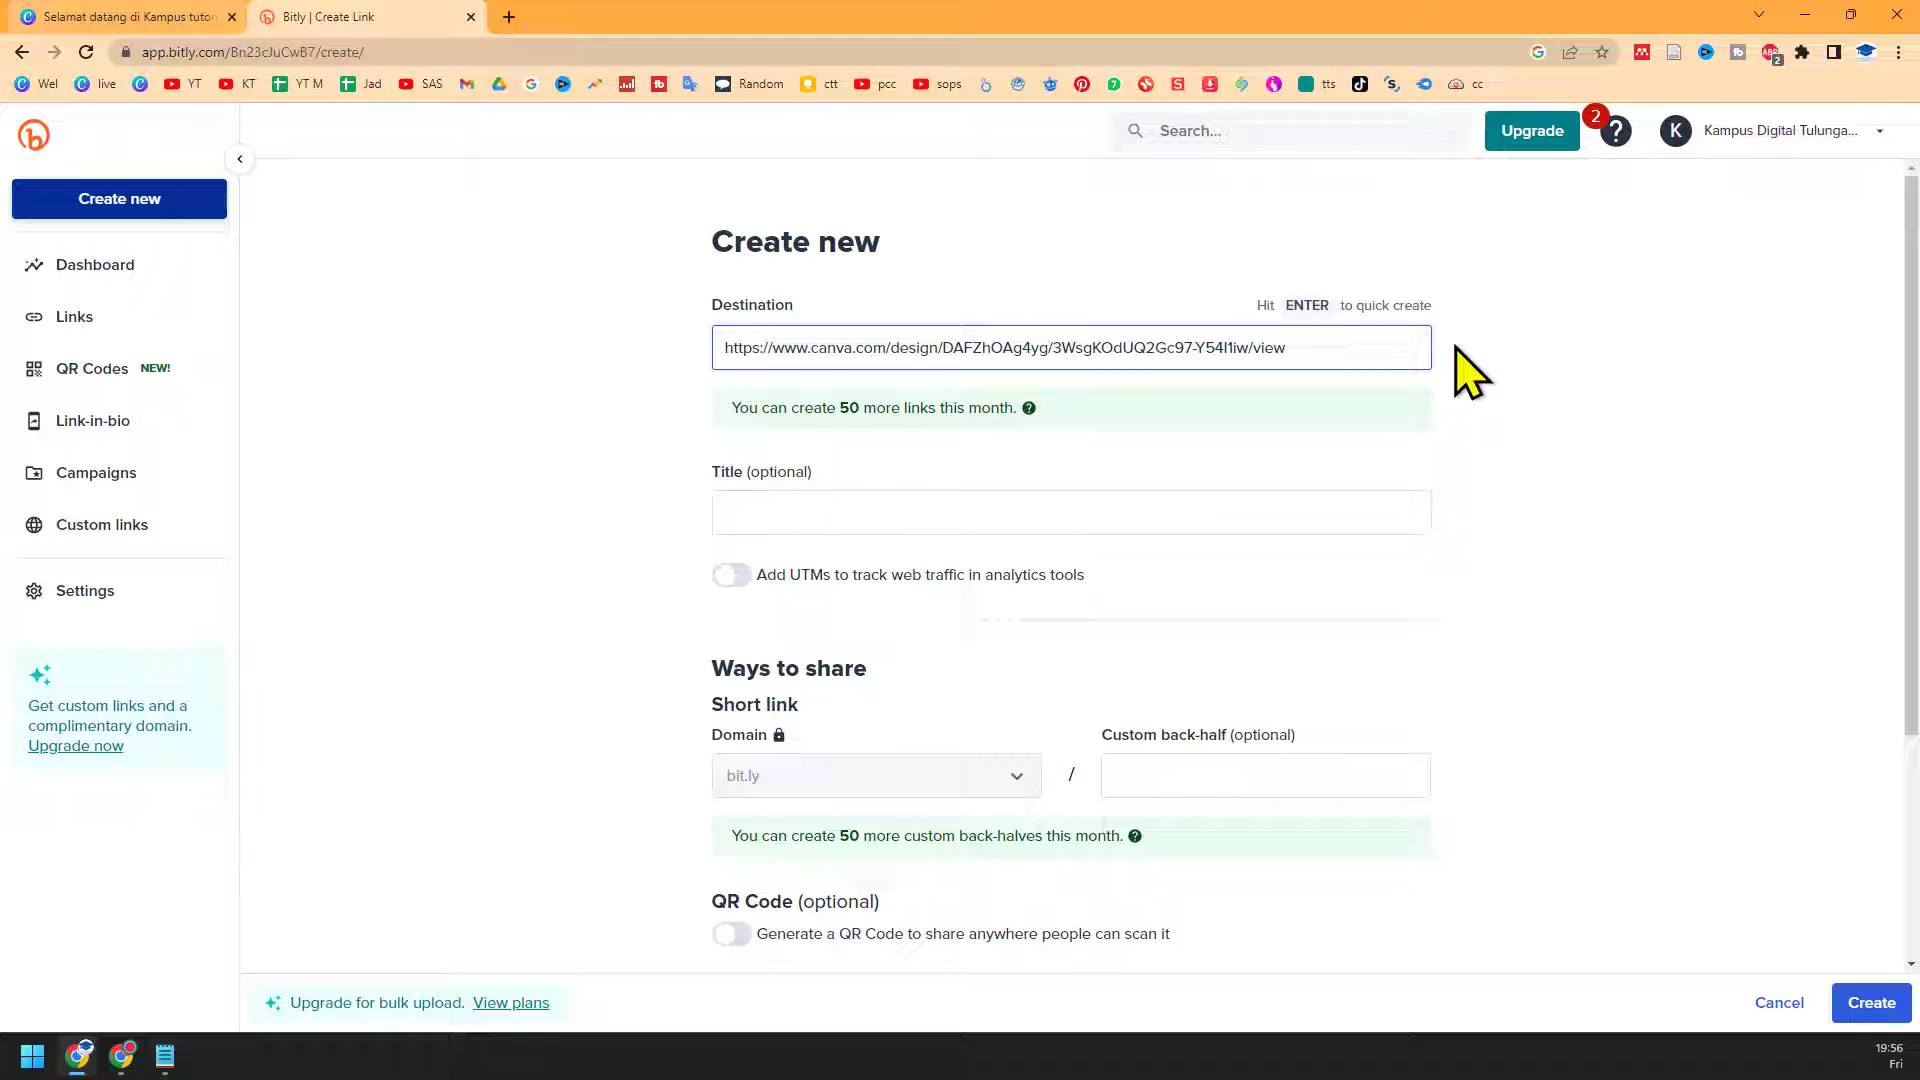 Selamat datang di Kampus tuto
Bitly | Create Link
app.bitly.com/Bn23cJuCwB7/create/
Wel
live
YT
KT
YT M
Jad
SAS
Random
ctt
pcc
sops
tts
cc
Search...
Upgrade
2
K
Kampus Digital Tulunga...
Create new
Dashboard
Links
QR Codes NEW!
Link-in-bio
Campaigns
Custom links
Settings
Get custom links and a
complimentary domain.
Upgrade now
Create new
Destination
Hit ENTER to quick create
https://www.canva.com/design/DAFZhOAg4yg/3WsgKOdUQ2Gc97-Y54l1iw/view
You can create 50 more links this month.
Title (optional)
Add UTMs to track web traffic in analytics tools
Ways to share
Short link
Domain
Custom back-half (optional)
bit.ly
/
You can create 50 more custom back-halves this month.
QR Code (optional)
Generate a QR Code to share anywhere people can scan it
Upgrade for bulk upload. View plans
Cancel
Create
19:56
Fri